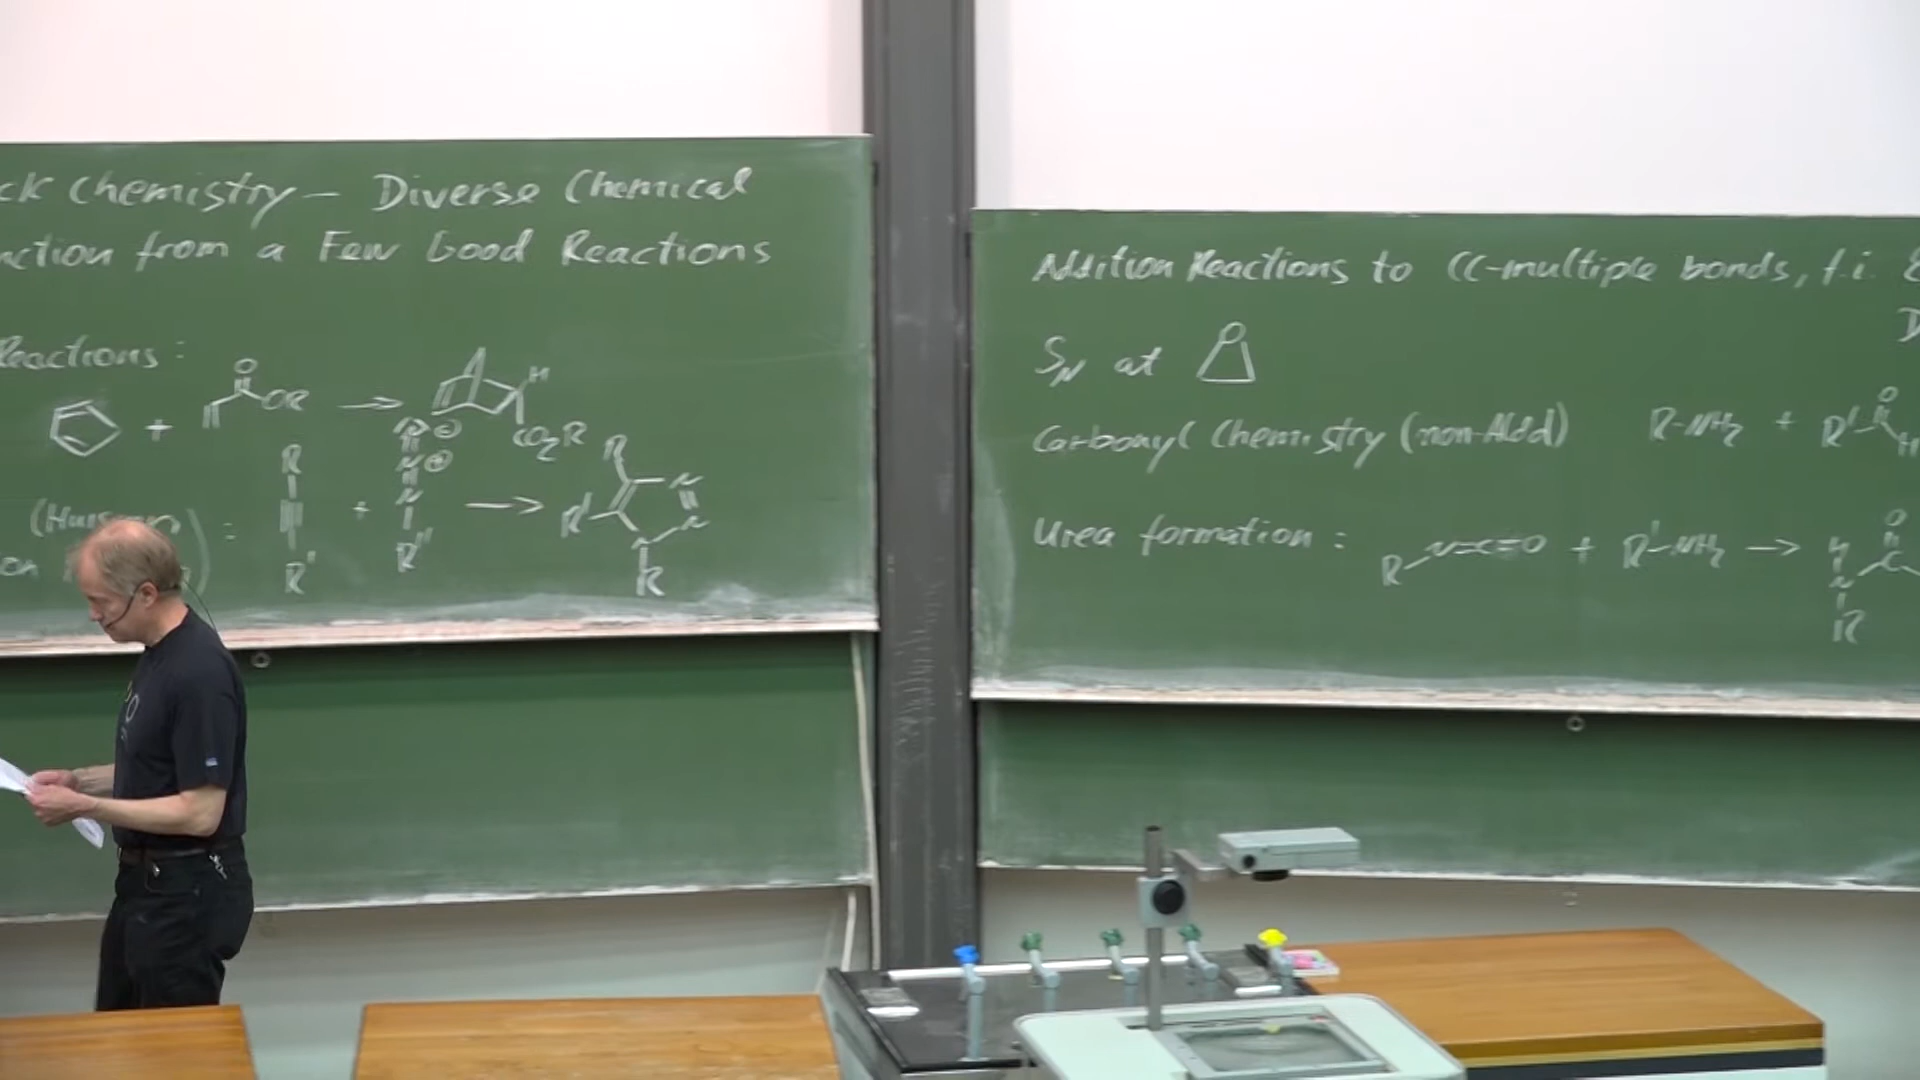 ck Chemistry – Diverse Chemical
nction from a Few Good Reactions
Reactions:
+ O OR → H CO2R
R R' + N N N R'' → R R' N N N R
on
Addition Reactions to CC-multiple bonds, f.i.
SN at O
Carbonyl Chemistry (non-Aldol) R-NH2 + R' O H
Urea formation: R N=C=O + R'-NH2 → H N R C O